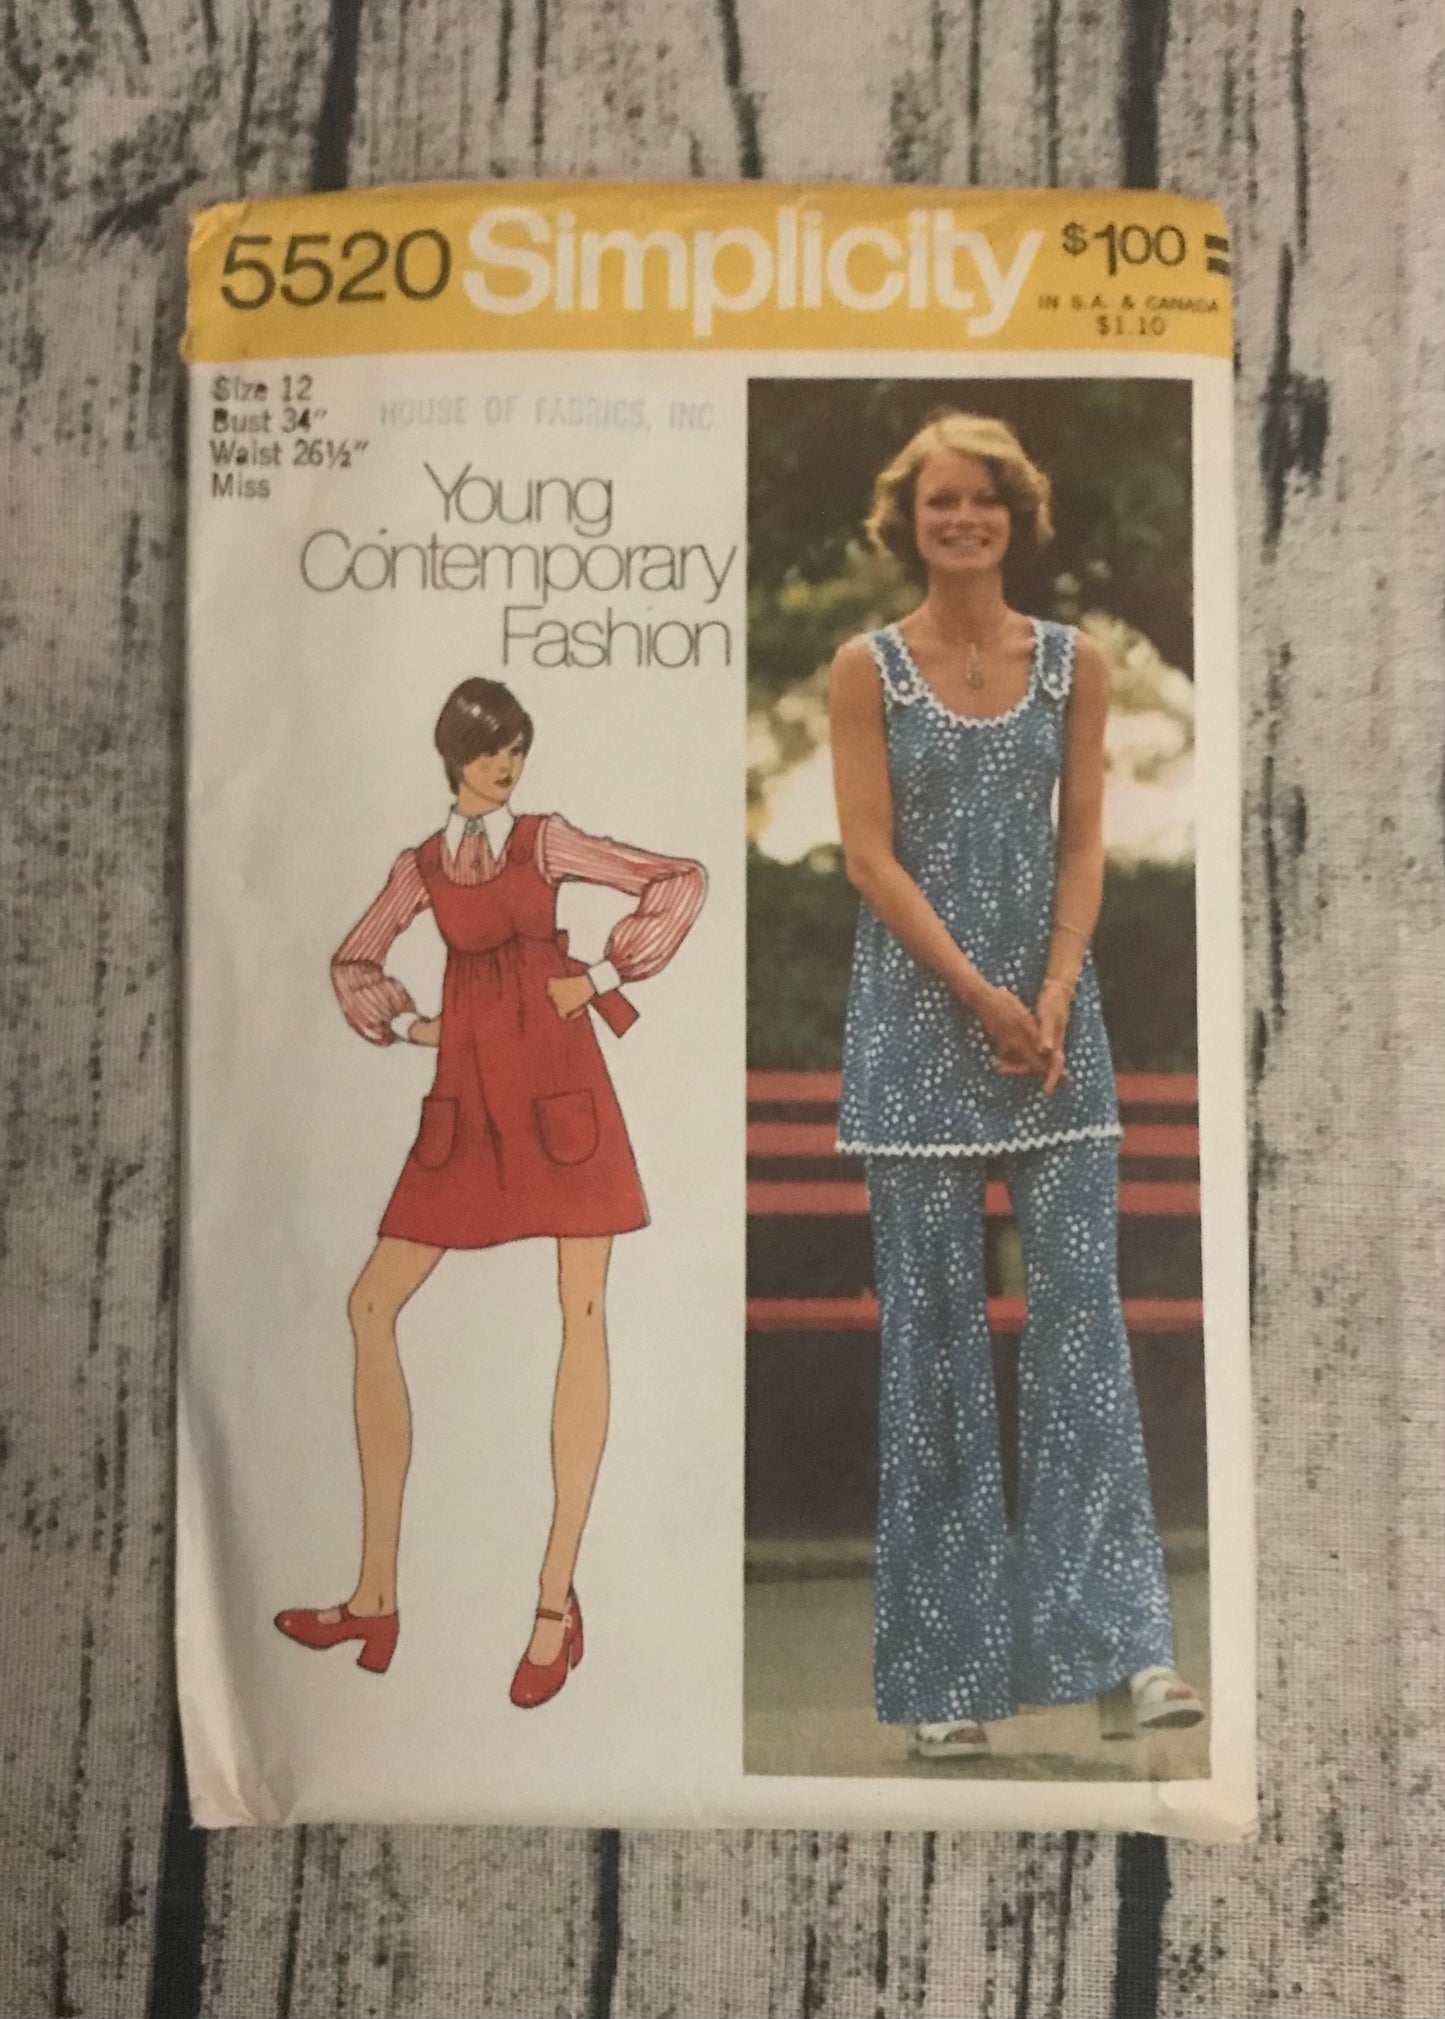 5520 Simplicity $1.00
IN S.A. & CANADA
$1.10
Size 12
Bust 34"
Waist 26½"
Miss
HOUSE OF FABRICS, INC.
Young
Contemporary
Fashion